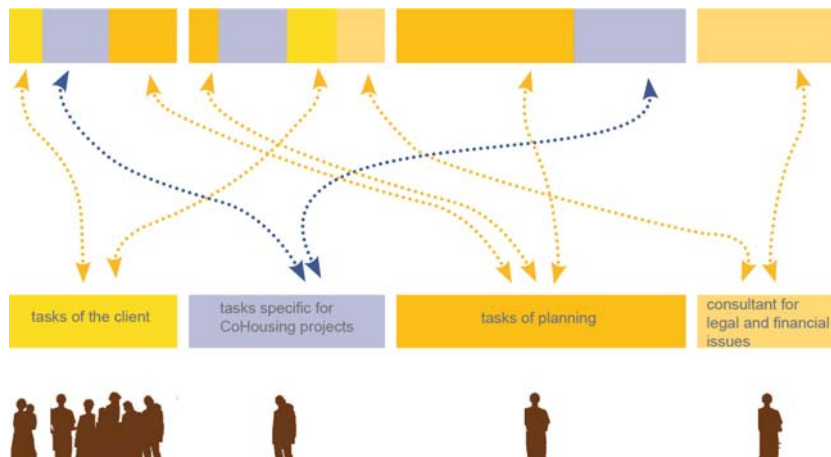 tasks of the client
tasks specific for
CoHousing projects
tasks of planning
consultant for
legal and financial
issues